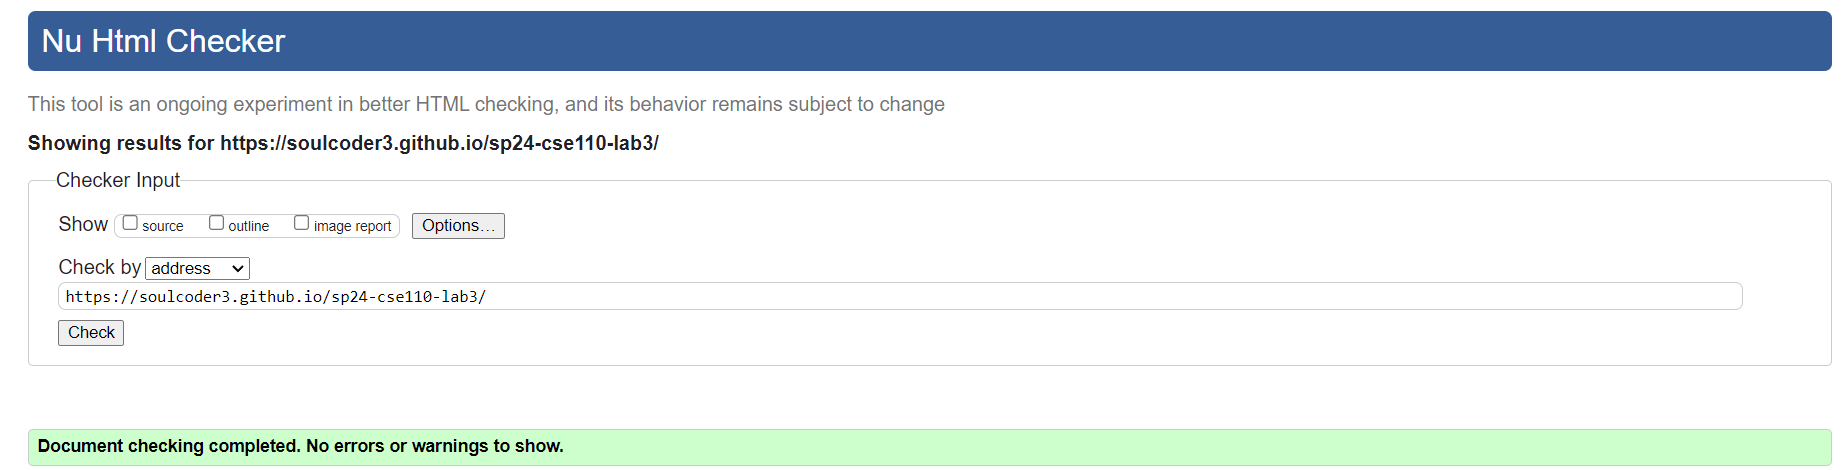 Nu Html Checker
This tool is an ongoing experiment in better HTML checking, and its behavior remains subject to change
Showing results for https://soulcoder3.github.io/sp24-cse110-lab3/
Checker Input
Show source outline image report Options...
Check by address
https://soulcoder3.github.io/sp24-cse110-lab3/
Check
Document checking completed. No errors or warnings to show.